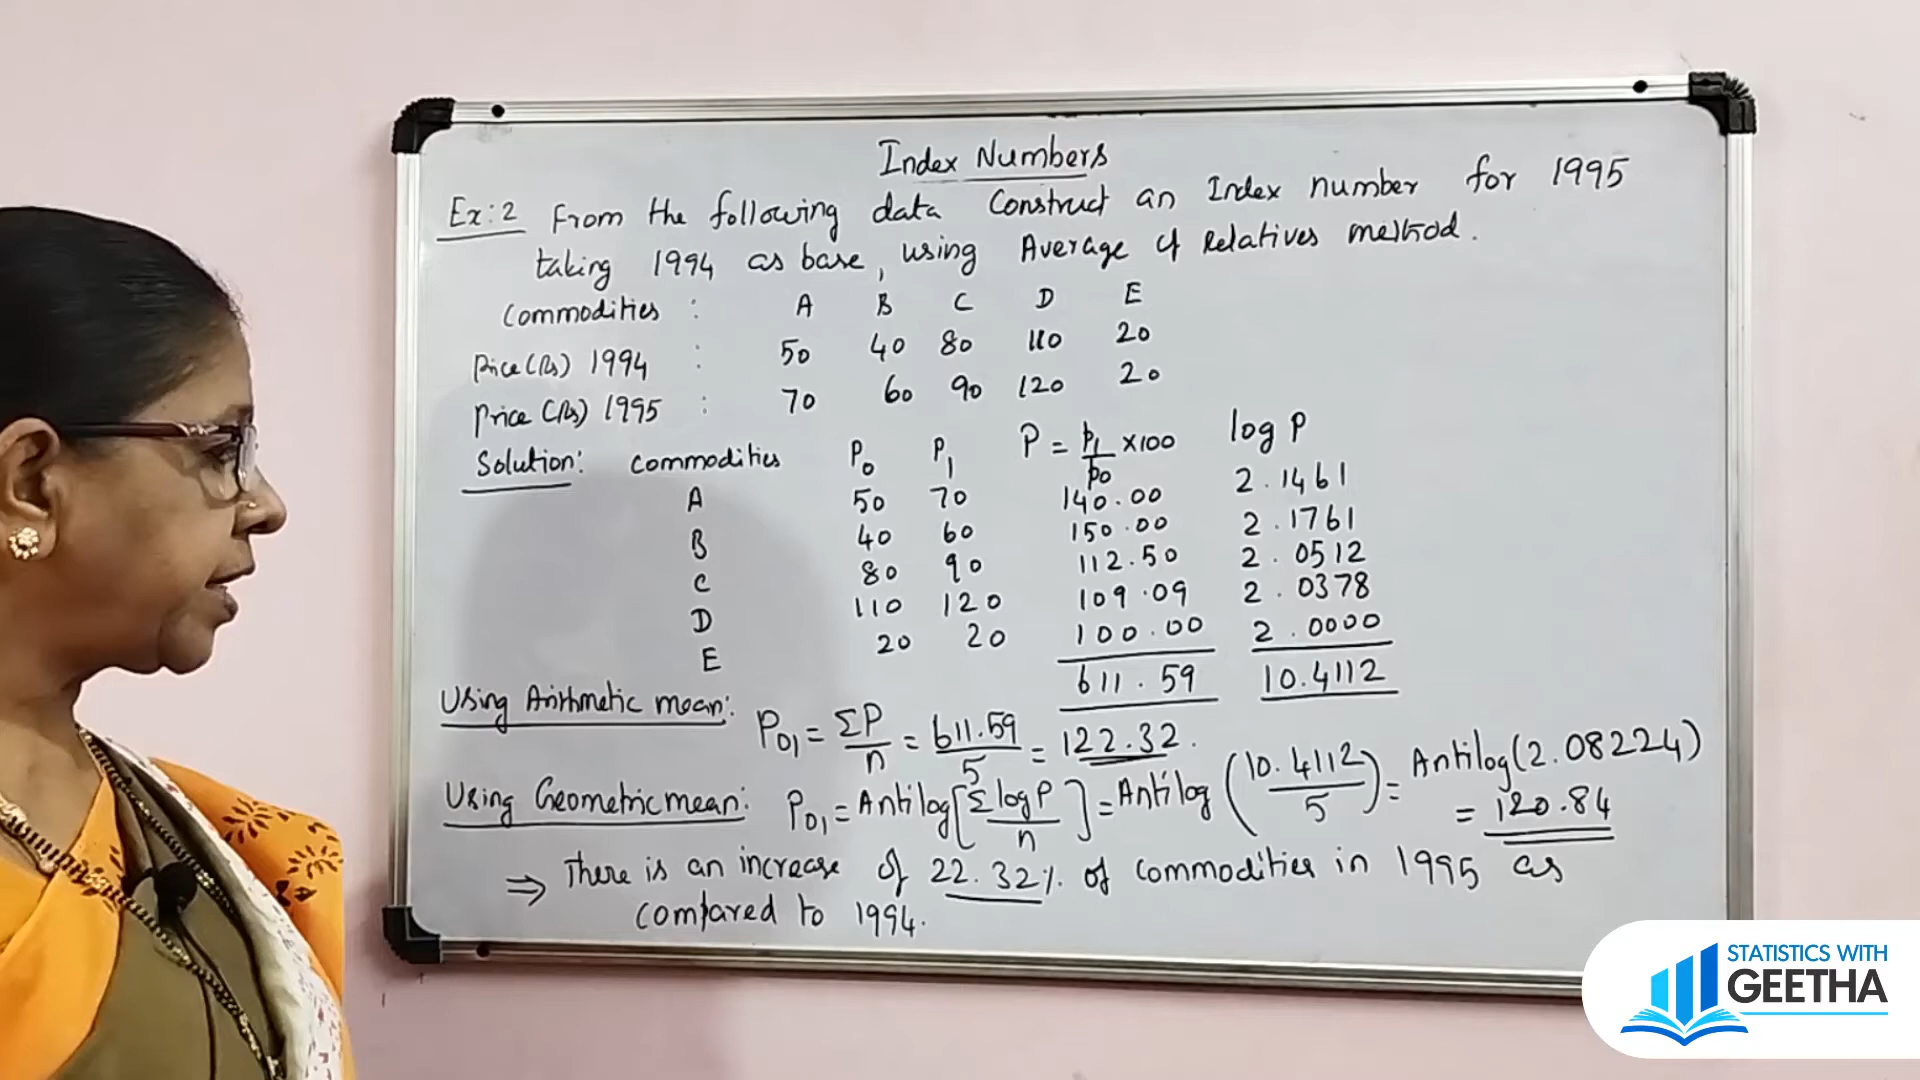 Index Numbers
Ex:2 From the following data Construct an Index number for 1995
taking 1994 as base, using Average of Relatives method.
Commodities : A B C D E
Price (Rs) 1994 : 50 40 80 110 20
Price (Rs) 1995 : 70 60 90 120 20
Solution: Commodities P0 P1 P = p1/p0 ×100 log P
A 50 70 140.00 2.1461
B 40 60 150.00 2.1761
C 80 90 112.50 2.0512
D 110 120 109.09 2.0378
E 20 20 100.00 2.0000
611.59 10.4112
Using Arithmetic mean: P01 = ΣP/n = 611.59/5 = 122.32.
Using Geometric mean: P01 = Antilog[Σ log P/n] = Antilog (10.4112/5) = Antilog(2.08224)
= 120.84
⇒ There is an increase of 22.32% of commodities in 1995 as
compared to 1994.
STATISTICS WITH
GEETHA